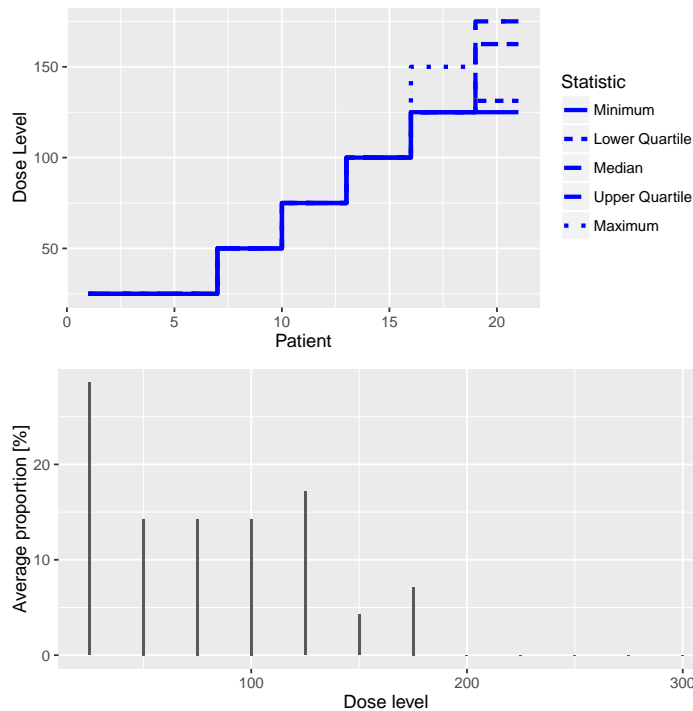 150
100
50
Dose Level
0
5
10
15
20
Patient
Statistic
Minimum
Lower Quartile
Median
Upper Quartile
Maximum
20
10
0
Average proportion [%]
100
200
300
Dose level